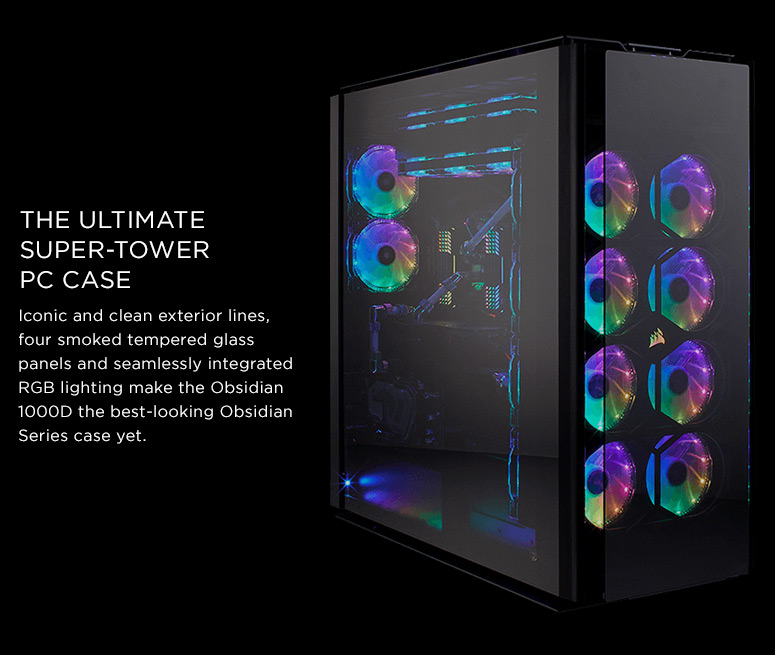 THE ULTIMATE
SUPER-TOWER
PC CASE
Iconic and clean exterior lines,
four smoked tempered glass
panels and seamlessly integrated
RGB lighting make the Obsidian
1000D the best-looking Obsidian
Series case yet.